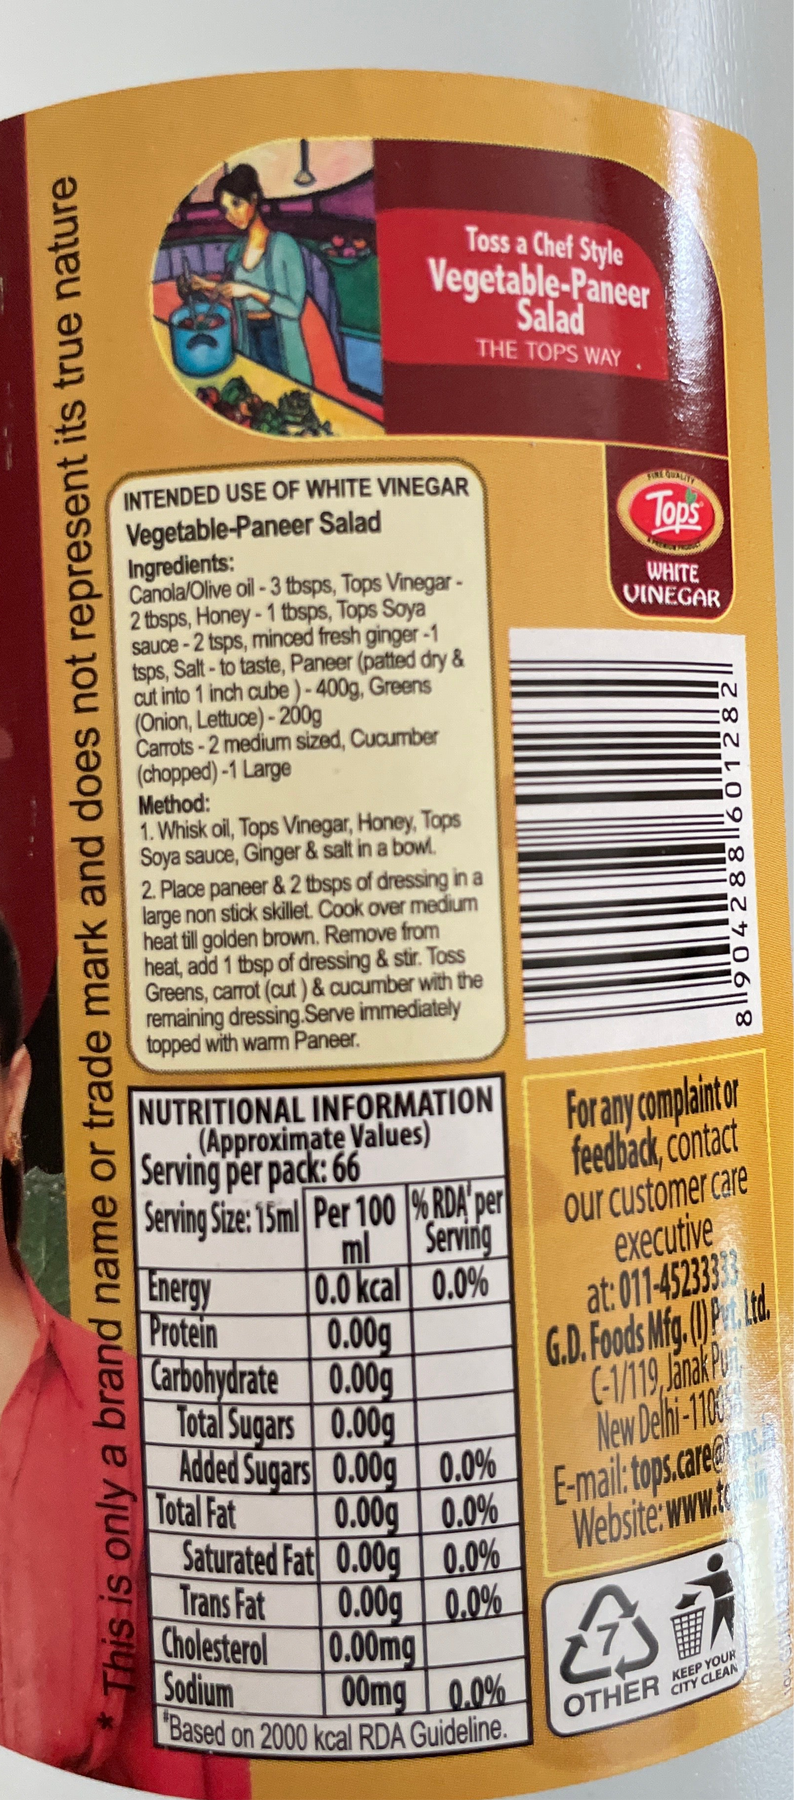 * This is only a brand name or trade mark and does not represent its true nature
Toss a Chef Style
Vegetable-Paneer
Salad
THE TOPS WAY
INTENDED USE OF WHITE VINEGAR
Vegetable-Paneer Salad
Ingredients:
Canola/Olive oil - 3 tbsps, Tops Vinegar -
2 tbsps, Honey - 1 tbsps, Tops Soya
sauce - 2 tsps, minced fresh ginger -1
tsps, Salt - to taste, Paneer (patted dry &
cut into 1 inch cube ) - 400g, Greens
(Onion, Lettuce) - 200g
Carrots - 2 medium sized, Cucumber
(chopped) -1 Large
Method:
1. Whisk oil, Tops Vinegar, Honey, Tops
Soya sauce, Ginger & salt in a bowl.
2. Place paneer & 2 tbsps of dressing in a
large non stick skillet. Cook over medium
heat till golden brown. Remove from
heat, add 1 tbsp of dressing & stir. Toss
Greens, carrot (cut ) & cucumber with the
remaining dressing.Serve immediately
topped with warm Paneer.
FINE QUALITY
Tops
WHITE
VINEGAR
8 904288 601282
NUTRITIONAL INFORMATION
(Approximate Values)
Serving per pack: 66
Serving Size: 15ml Per 100 ml % RDA# per Serving
Energy 0.0 kcal 0.0%
Protein 0.00g
Carbohydrate 0.00g
Total Sugars 0.00g
Added Sugars 0.00g 0.0%
Total Fat 0.00g 0.0%
Saturated Fat 0.00g 0.0%
Trans Fat 0.00g 0.0%
Cholesterol 0.00mg
Sodium 00mg 0.0%
#Based on 2000 kcal RDA Guideline.
For any complaint or
feedback, contact
our customer care
executive
at: 011-45233333
G.D. Foods Mfg. (I) Pvt. Ltd.
C-1/119, Janak Puri,
New Delhi -
E-mail:
Website:
7
OTHER
KEEP YOUR
CITY CLEAN